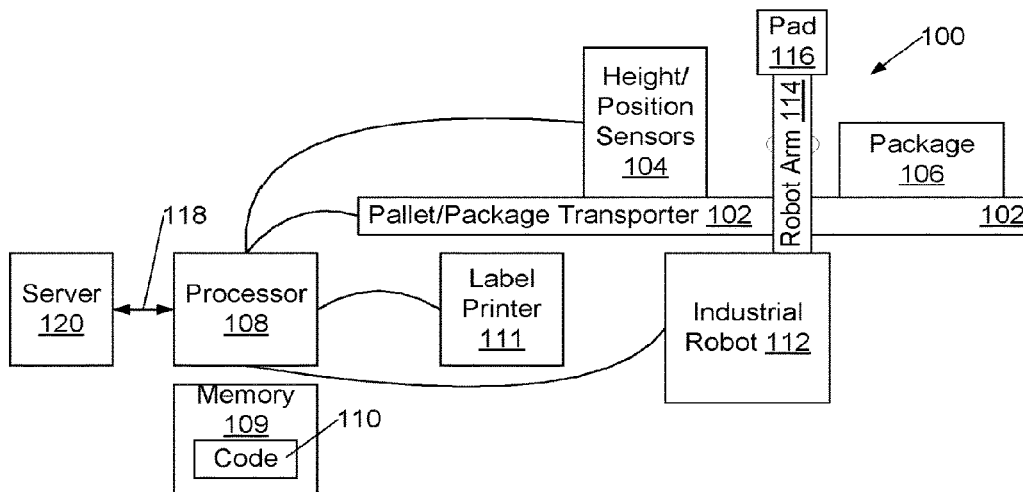 Pad
116
100
Height/
Position
Sensors
104
Robot Arm 114
Package
106
118
Pallet/Package Transporter 102
102
Server
120
Processor
108
Label
Printer
111
Industrial
Robot 112
Memory
109
110
Code